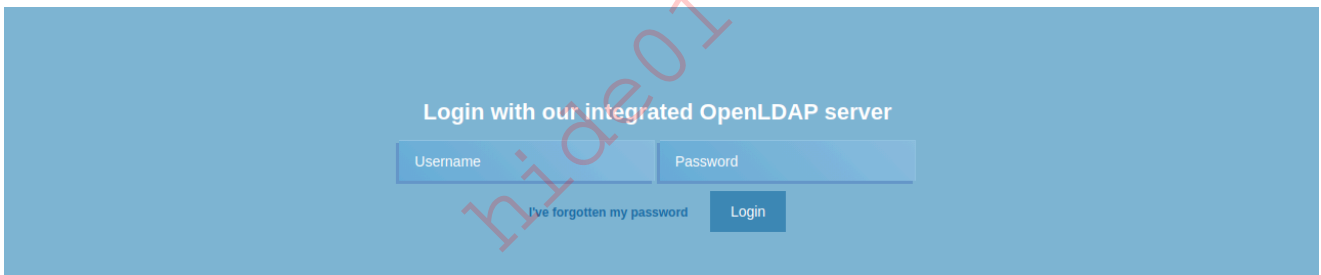 Login with our integrated OpenLDAP server
Username
Password
I've forgotten my password
Login
hide01